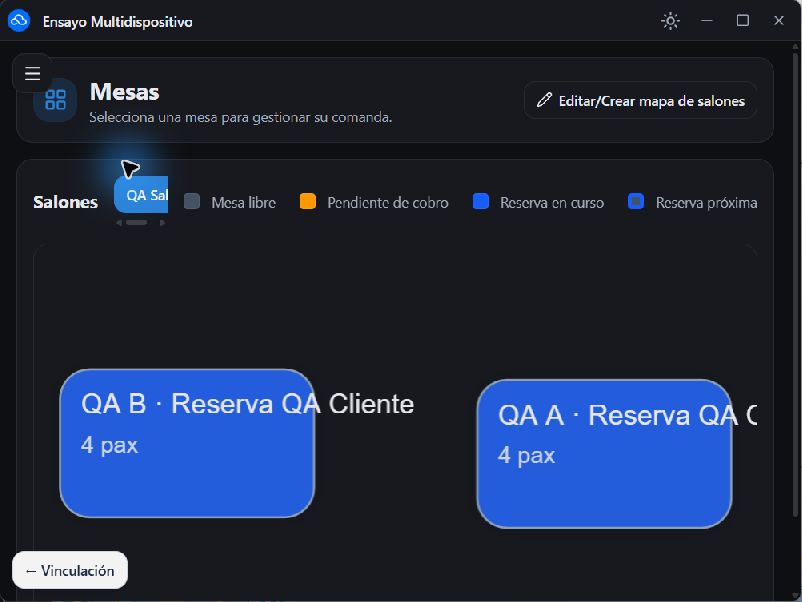 Ensayo Multidispositivo
Mesas
Selecciona una mesa para gestionar su comanda.
Editar/Crear mapa de salones
Salones
QA Sal
Mesa libre
Pendiente de cobro
Reserva en curso
Reserva próxima
QA B · Reserva QA Cliente
4 pax
QA A · Reserva QA C
4 pax
← Vinculación